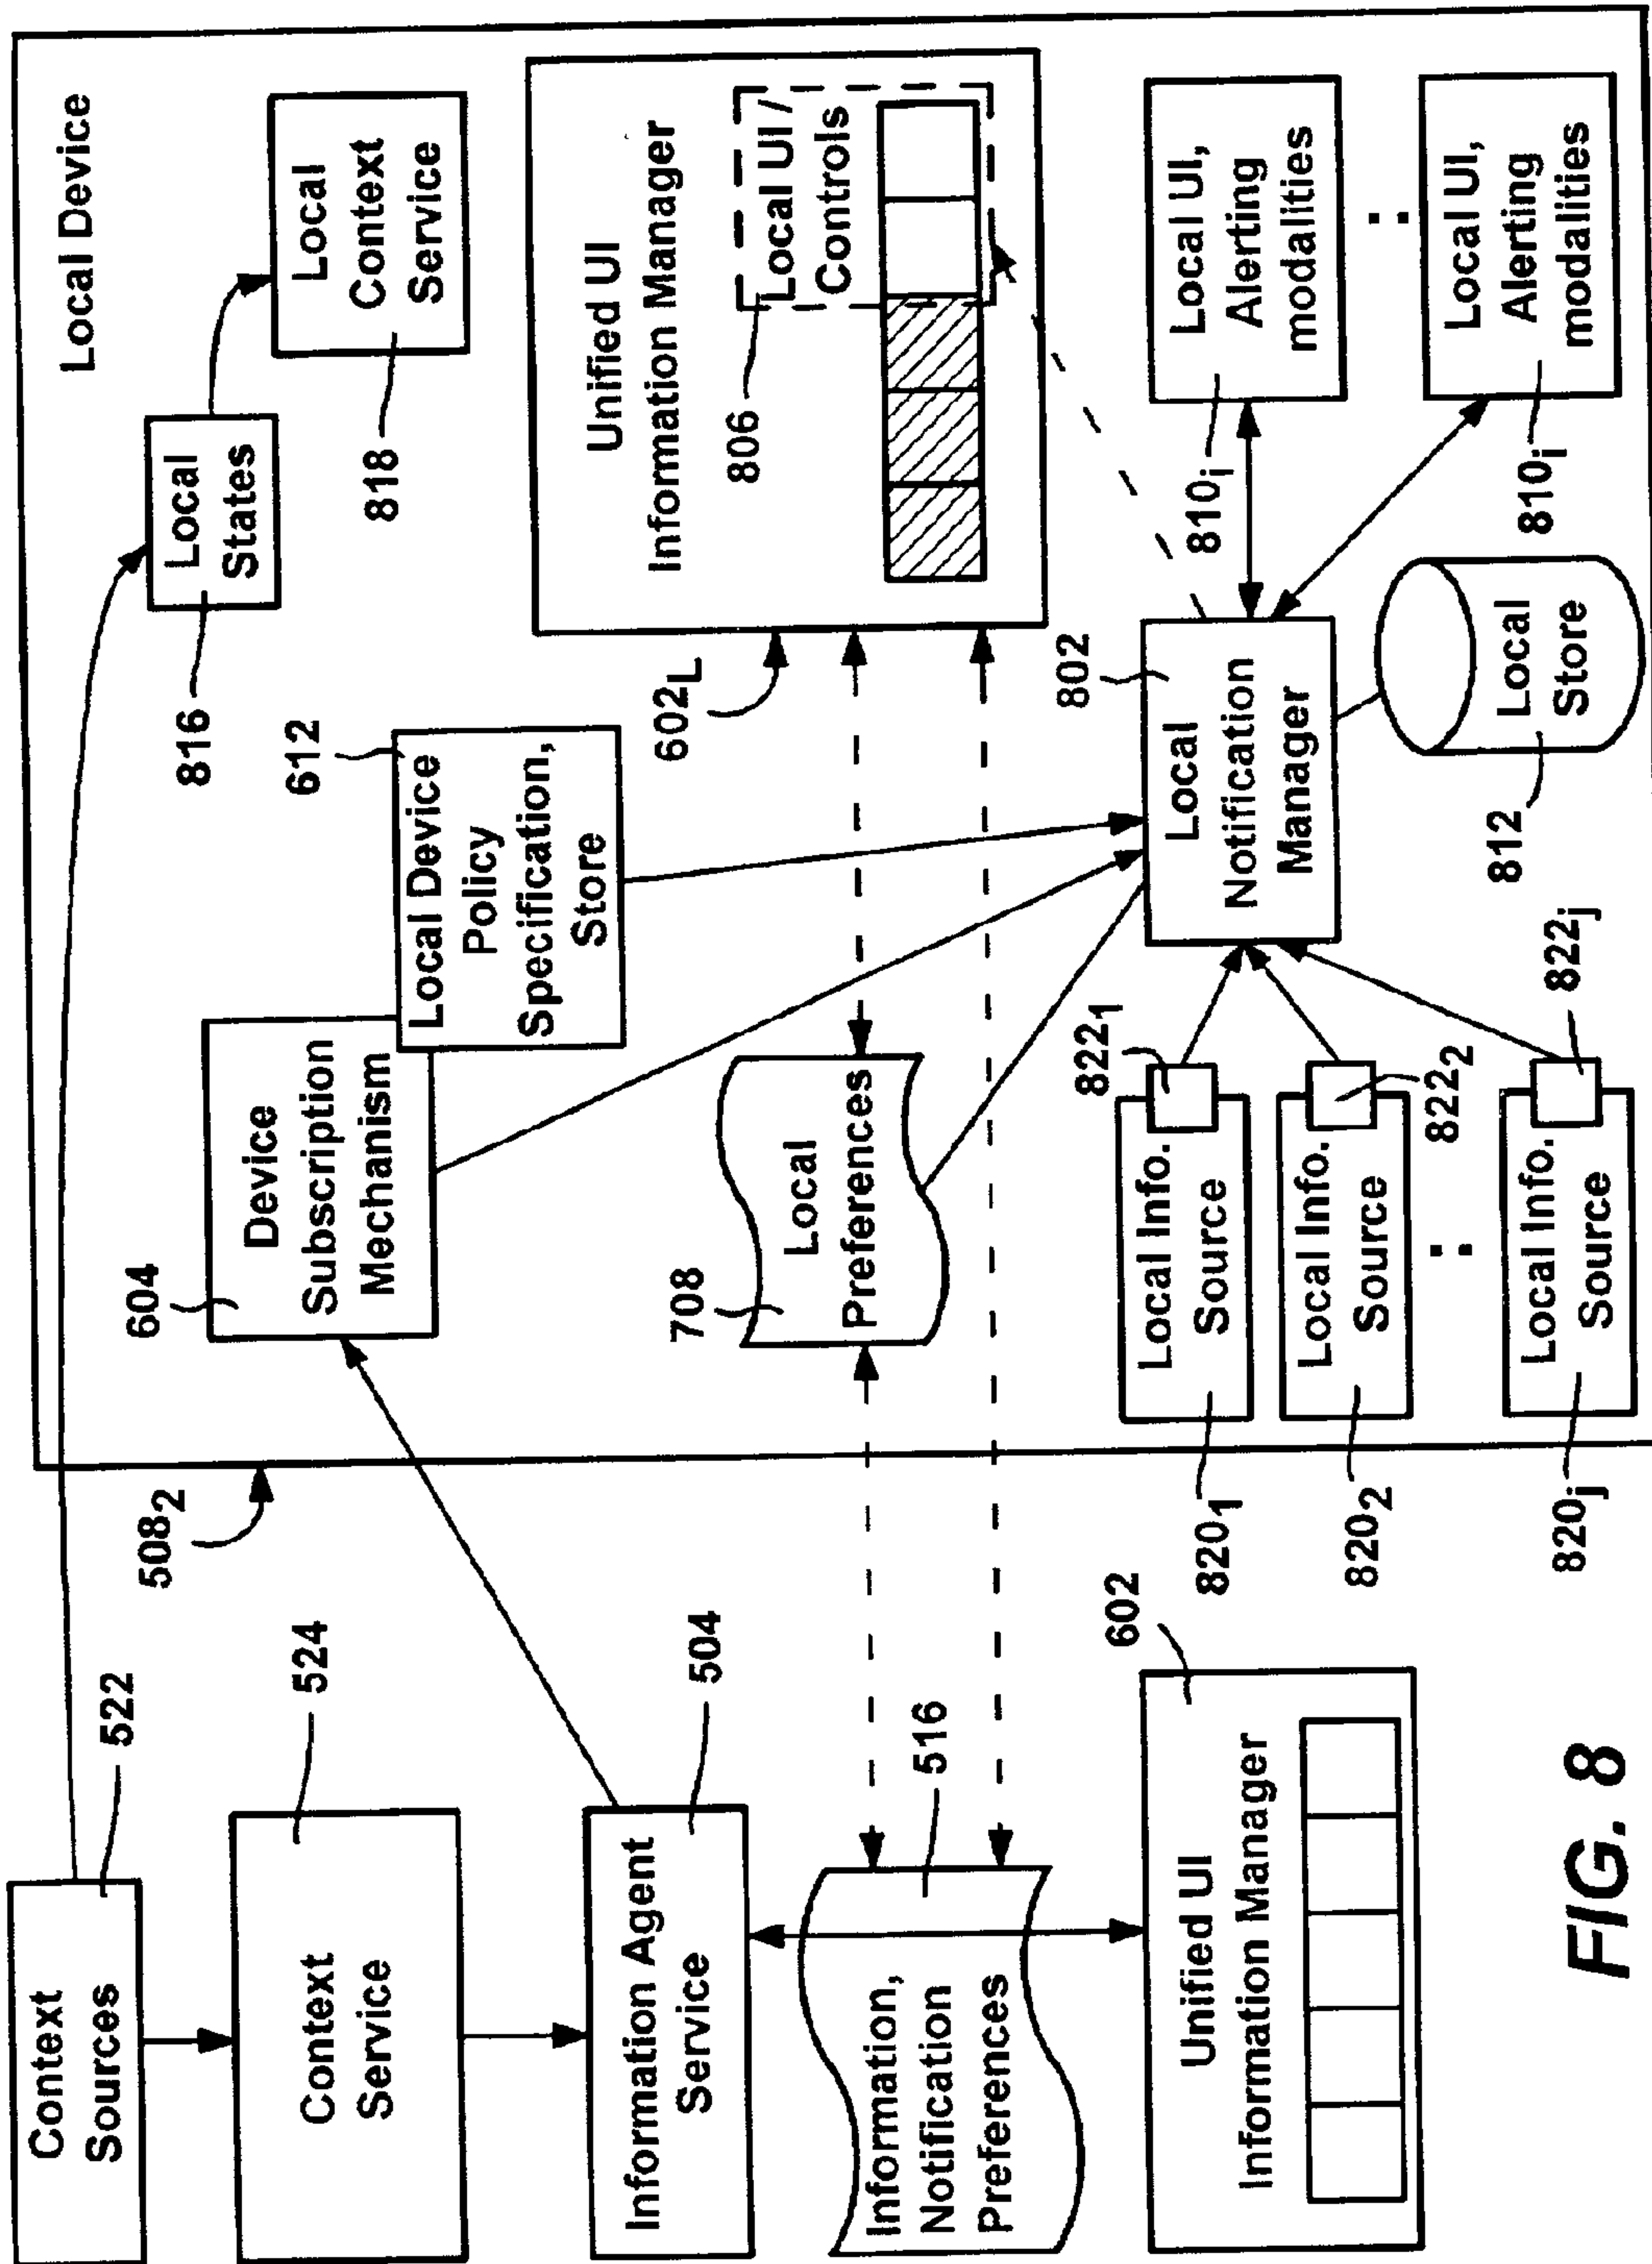 Context
Sources
522
Context
Service
524
Information Agent
Service
504
Information,
Notification
Preferences
516
Unified UI
Information Manager
602
FIG. 8
508₂
Local Device
Local
States
816
Local
Context
Service
818
Device
Subscription
Mechanism
604
Local Device
Policy
Specification,
Store
612
Unified UI
Information Manager
Local UI /
Controls
806
602L
Local
Preferences
708
Local
Notification
Manager
802
Local
Store
812
Local UI,
Alerting
modalities
810i
Local UI,
Alerting
modalities
810i
Local Info.
Source
820₁
822₁
Local Info.
Source
820₂
822₂
Local Info.
Source
820j
822j